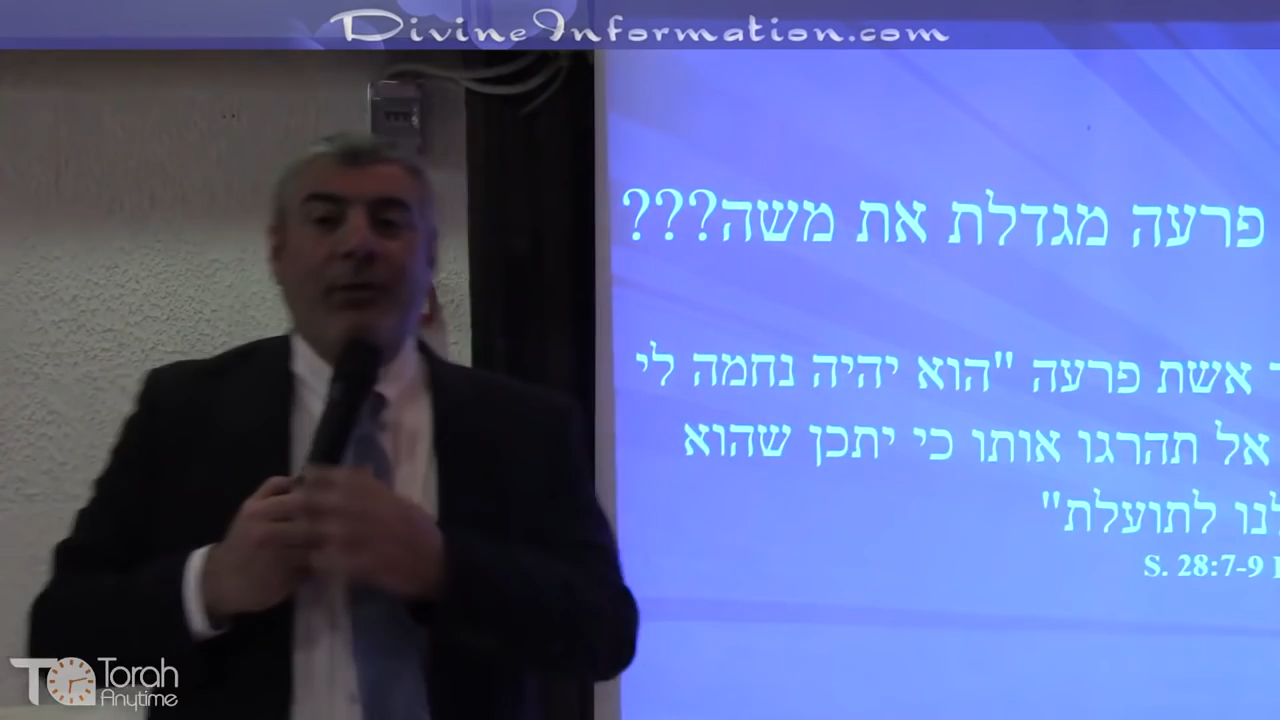 DivineInformation.com
פרעה מגדלת את משה???
אשת פרעה "הוא יהיה נחמה לי
אל תהרגו אותו כי יתכן שהוא
לנו לתועלת"
S. 28:7-9
Torah
Anytime